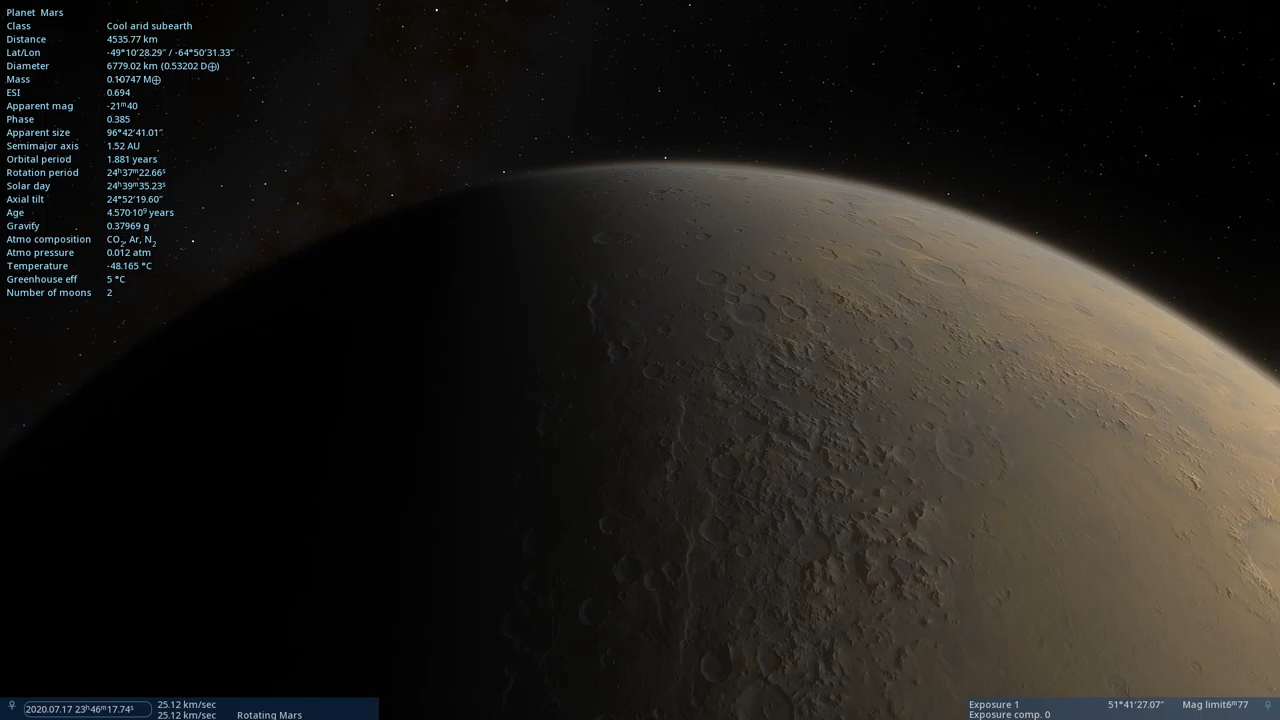 Planet Mars
Class Cool arid subearth
Distance 4535.77 km
Lat/Lon -49°10′28.29″ / -64°50′31.33″
Diameter 6779.02 km (0.53202 D⊕)
Mass 0.10747 M⊕
ESI 0.694
Apparent mag -21ᵐ40
Phase 0.385
Apparent size 96°42′41.01″
Semimajor axis 1.52 AU
Orbital period 1.881 years
Rotation period 24ʰ37ᵐ22.66ˢ
Solar day 24ʰ39ᵐ35.23ˢ
Axial tilt 24°52′19.60″
Age 4.570·10⁹ years
Gravify 0.37969 g
Atmo composition CO₂, Ar, N₂
Atmo pressure 0.012 atm
Temperature -48.165 °C
Greenhouse eff 5 °C
Number of moons 2
2020.07.17 23ʰ46ᵐ17.74ˢ
25.12 km/sec
25.12 km/sec Rotating Mars
Exposure 1 51°41′27.07″ Mag limit6ᵐ77
Exposure comp. 0